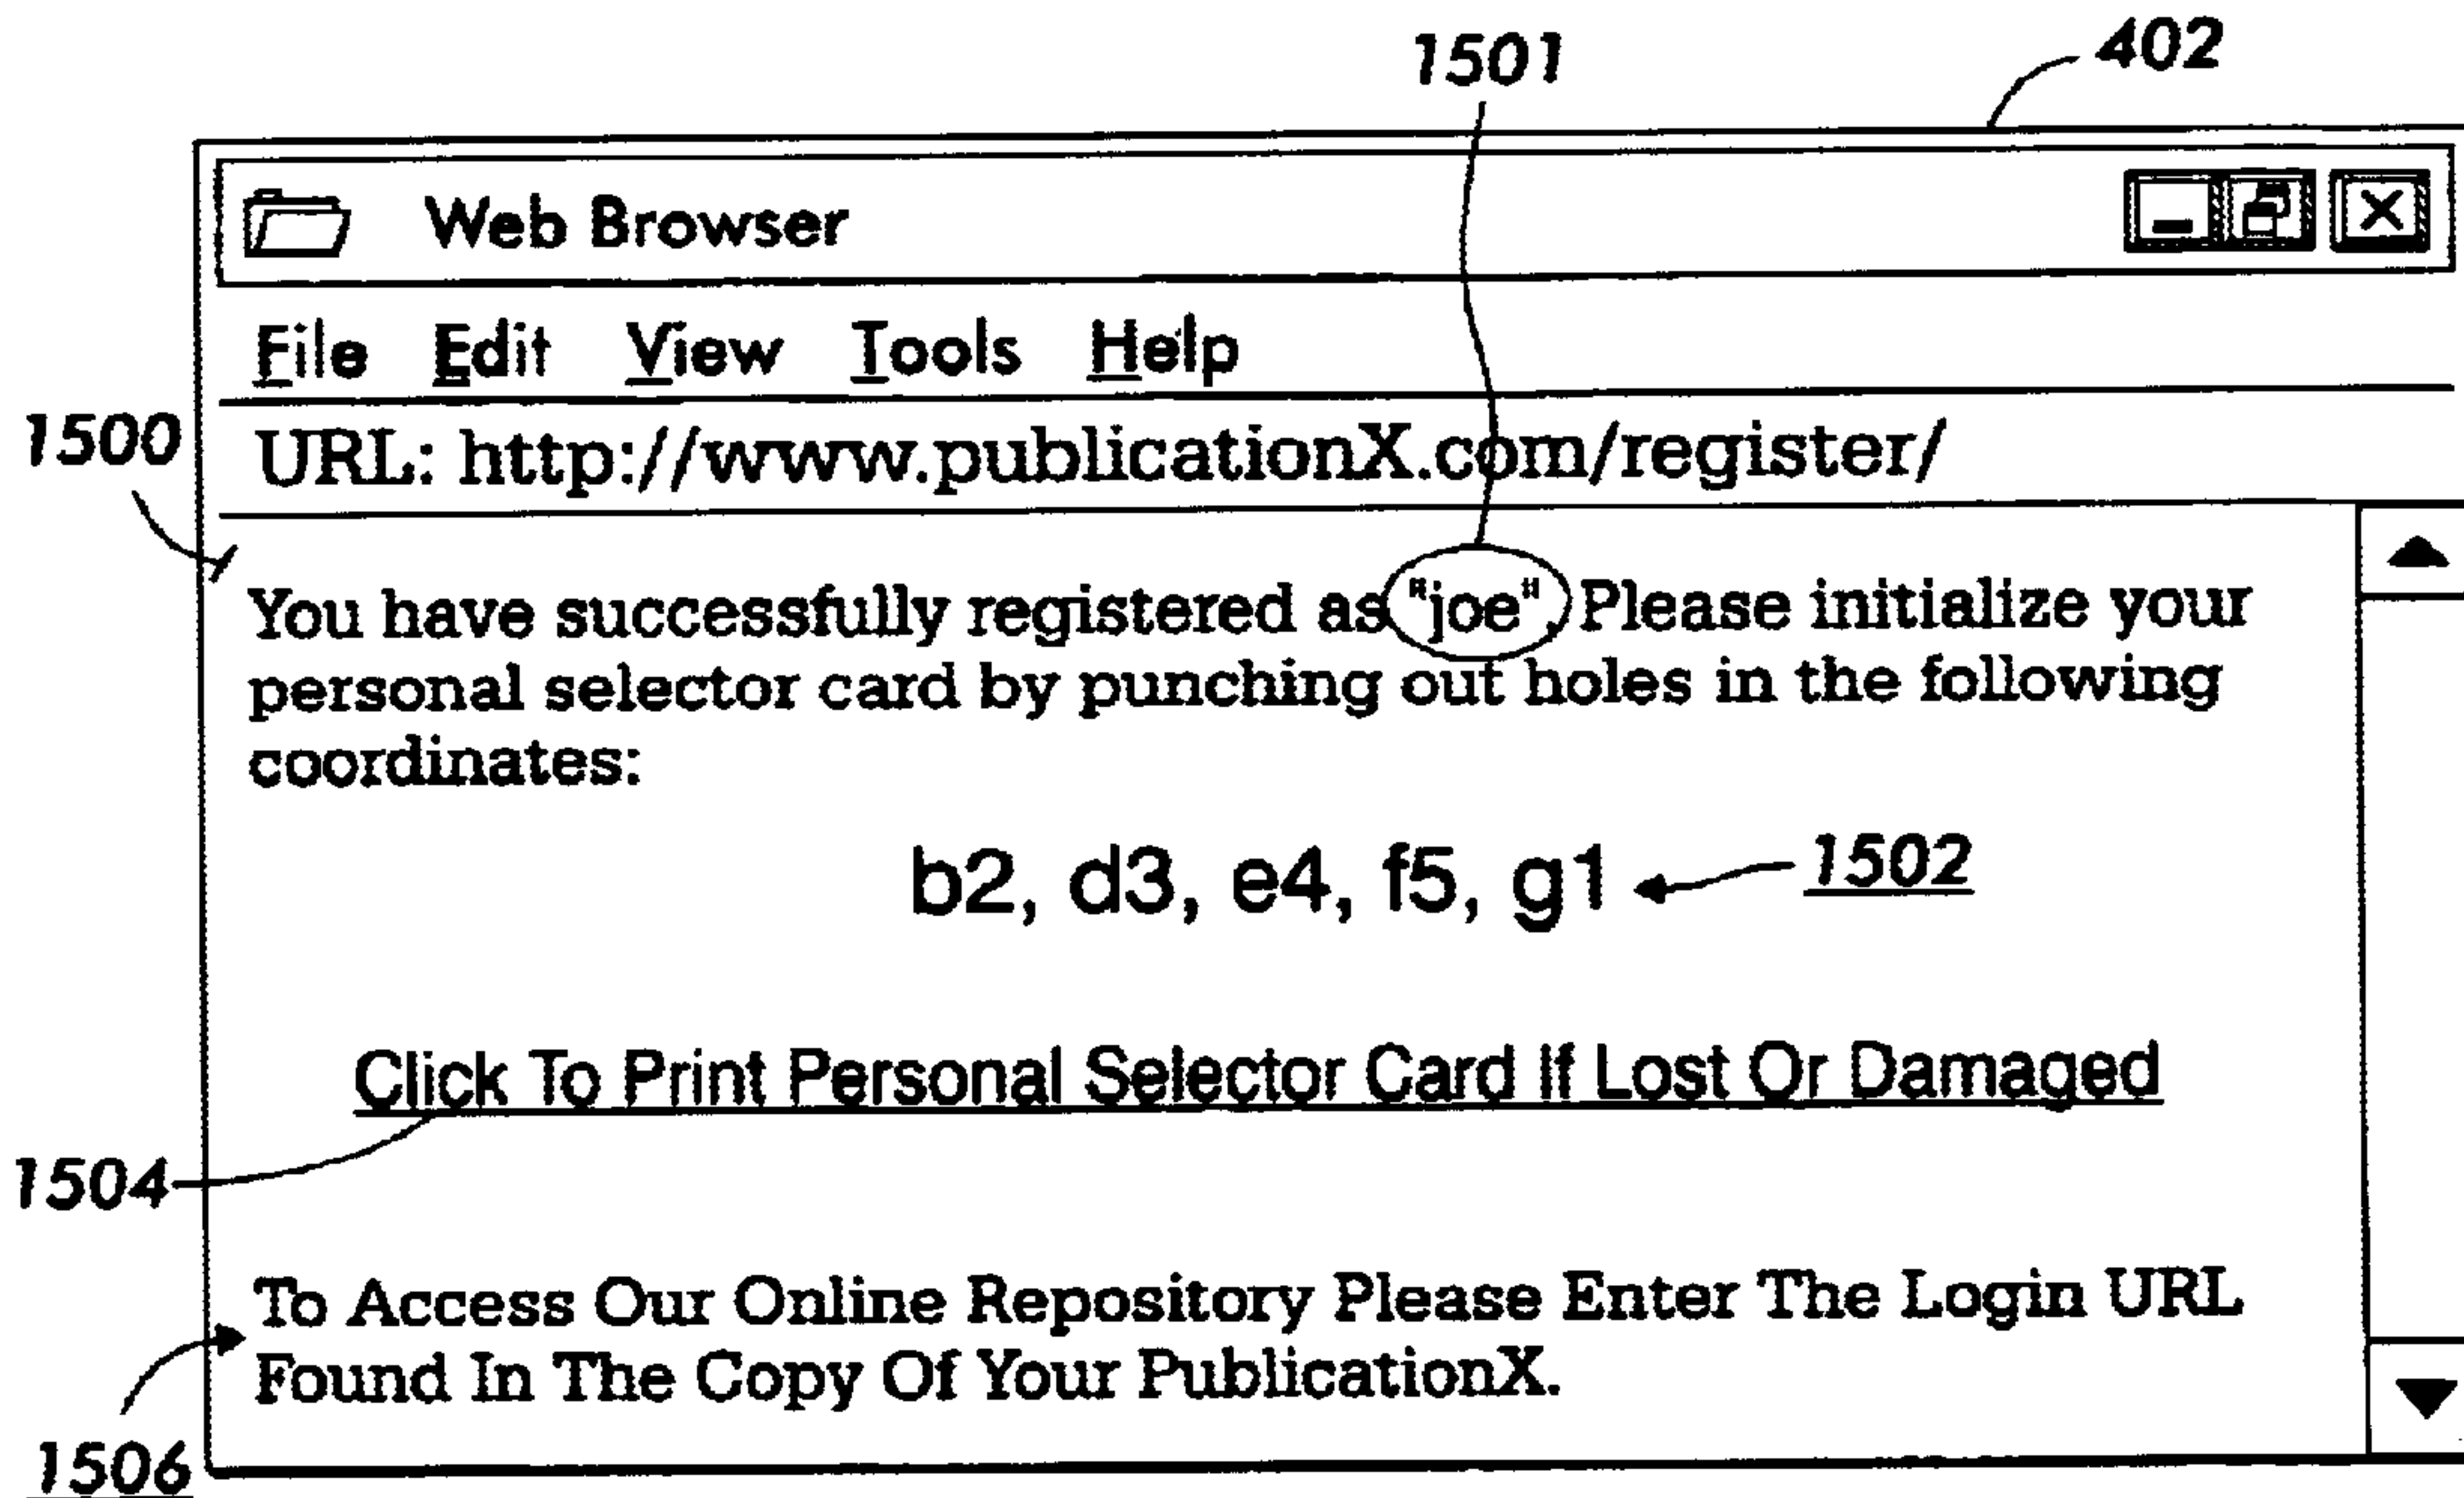 1501
402
Web Browser
File Edit View Tools Help
1500
URL: http://www.publicationX.com/register/
You have successfully registered as "joe". Please initialize your
personal selector card by punching out holes in the following
coordinates:
b2, d3, e4, f5, g1
1502
Click To Print Personal Selector Card If Lost Or Damaged
1504
To Access Our Online Repository Please Enter The Login URL
Found In The Copy Of Your PublicationX.
1506